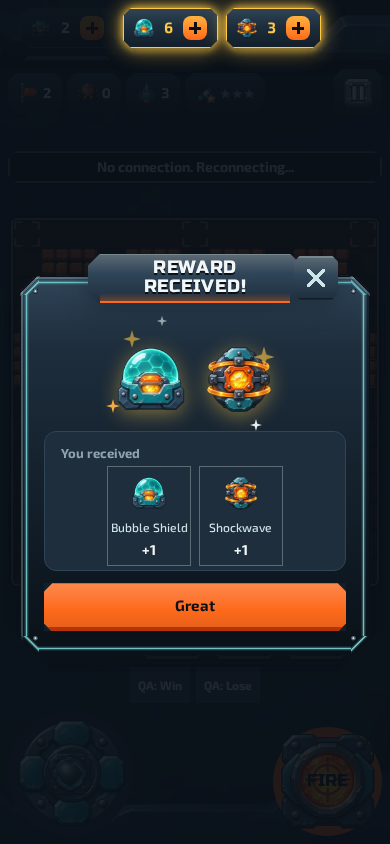 2
6
3
2
0
3
No connection. Reconnecting...
REWARD
RECEIVED!
You received
Bubble Shield
Shockwave
+1
+1
Great
QA: Win
QA: Lose
FIRE